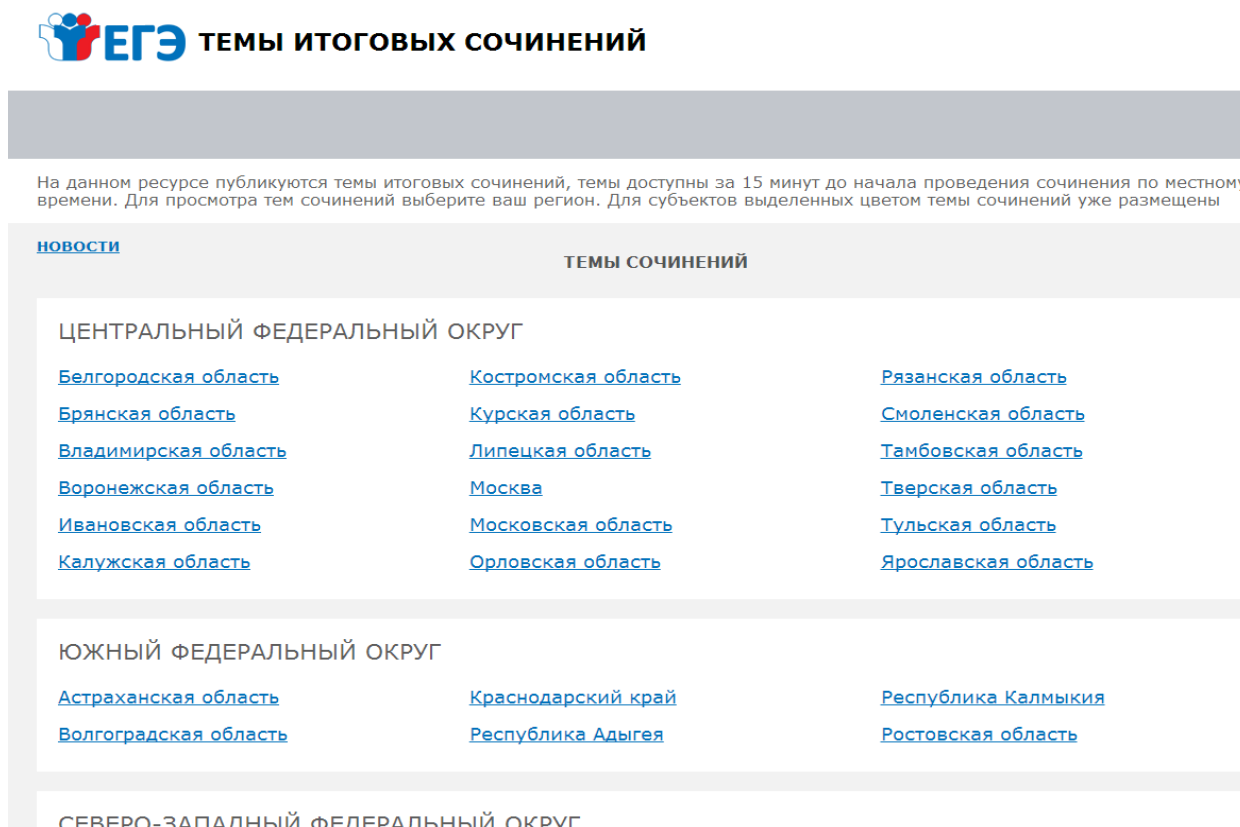 ЕГЭ ТЕМЫ ИТОГОВЫХ СОЧИНЕНИЙ
На данном ресурсе публикуются темы итоговых сочинений, темы доступны за 15 минут до начала проведения сочинения по местному
времени. Для просмотра тем сочинений выберите ваш регион. Для субъектов выделенных цветом темы сочинений уже размещены
НОВОСТИ
ТЕМЫ СОЧИНЕНИЙ
ЦЕНТРАЛЬНЫЙ ФЕДЕРАЛЬНЫЙ ОКРУГ
Белгородская область Костромская область Рязанская область
Брянская область Курская область Смоленская область
Владимирская область Липецкая область Тамбовская область
Воронежская область Москва Тверская область
Ивановская область Московская область Тульская область
Калужская область Орловская область Ярославская область
ЮЖНЫЙ ФЕДЕРАЛЬНЫЙ ОКРУГ
Астраханская область Краснодарский край Республика Калмыкия
Волгоградская область Республика Адыгея Ростовская область
СЕВЕРО-ЗАПАДНЫЙ ФЕДЕРАЛЬНЫЙ ОКРУГ